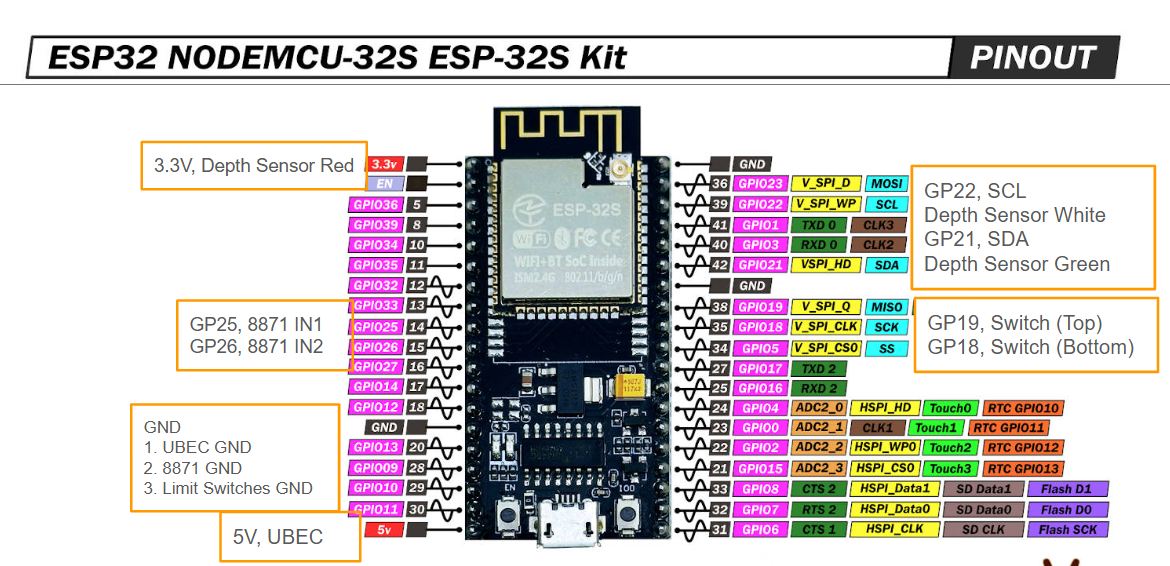 ESP32 NODEMCU-32S ESP-32S Kit PINOUT
3.3V, Depth Sensor Red
3.3v
EN
GPIO36 5
GPIO39 8
GPIO34 10
GPIO35 11
GPIO32 12
GPIO33 13
GPIO25 14
GPIO26 15
GPIO27 16
GPIO14 17
GPIO12 18
GND
GPIO13 20
GPIO09 28
GPIO10 29
GPIO11 30
5v
GP25, 8871 IN1
GP26, 8871 IN2
GND
1. UBEC GND
2. 8871 GND
3. Limit Switches GND
5V, UBEC
ESP-32S
WiFi FCC CE
WIFI+BT SoC Inside
ISM2.4G 802.11/b/g/n
EN
IO0
GND
36 GPIO23 V_SPI_D MOSI
39 GPIO22 V_SPI_WP SCL
41 GPIO1 TXD 0 CLK3
40 GPIO3 RXD 0 CLK2
42 GPIO21 VSPI_HD SDA
GND
38 GPIO19 V_SPI_Q MISO
35 GPIO18 V_SPI_CLK SCK
34 GPIO5 V_SPI_CS0 SS
27 GPIO17 TXD 2
25 GPIO16 RXD 2
24 GPIO4 ADC2_0 HSPI_HD Touch0 RTC GPIO10
23 GPIO0 ADC2_1 CLK1 Touch1 RTC GPIO11
22 GPIO2 ADC2_2 HSPI_WP0 Touch2 RTC GPIO12
21 GPIO15 ADC2_3 HSPI_CS0 Touch3 RTC GPIO13
33 GPIO8 CTS 2 HSPI_Data1 SD Data1 Flash D1
32 GPIO7 RTS 2 HSPI_Data0 SD Data0 Flash D0
31 GPIO6 CTS 1 HSPI_CLK SD CLK Flash SCK
GP22, SCL
Depth Sensor White
GP21, SDA
Depth Sensor Green
GP19, Switch (Top)
GP18, Switch (Bottom)